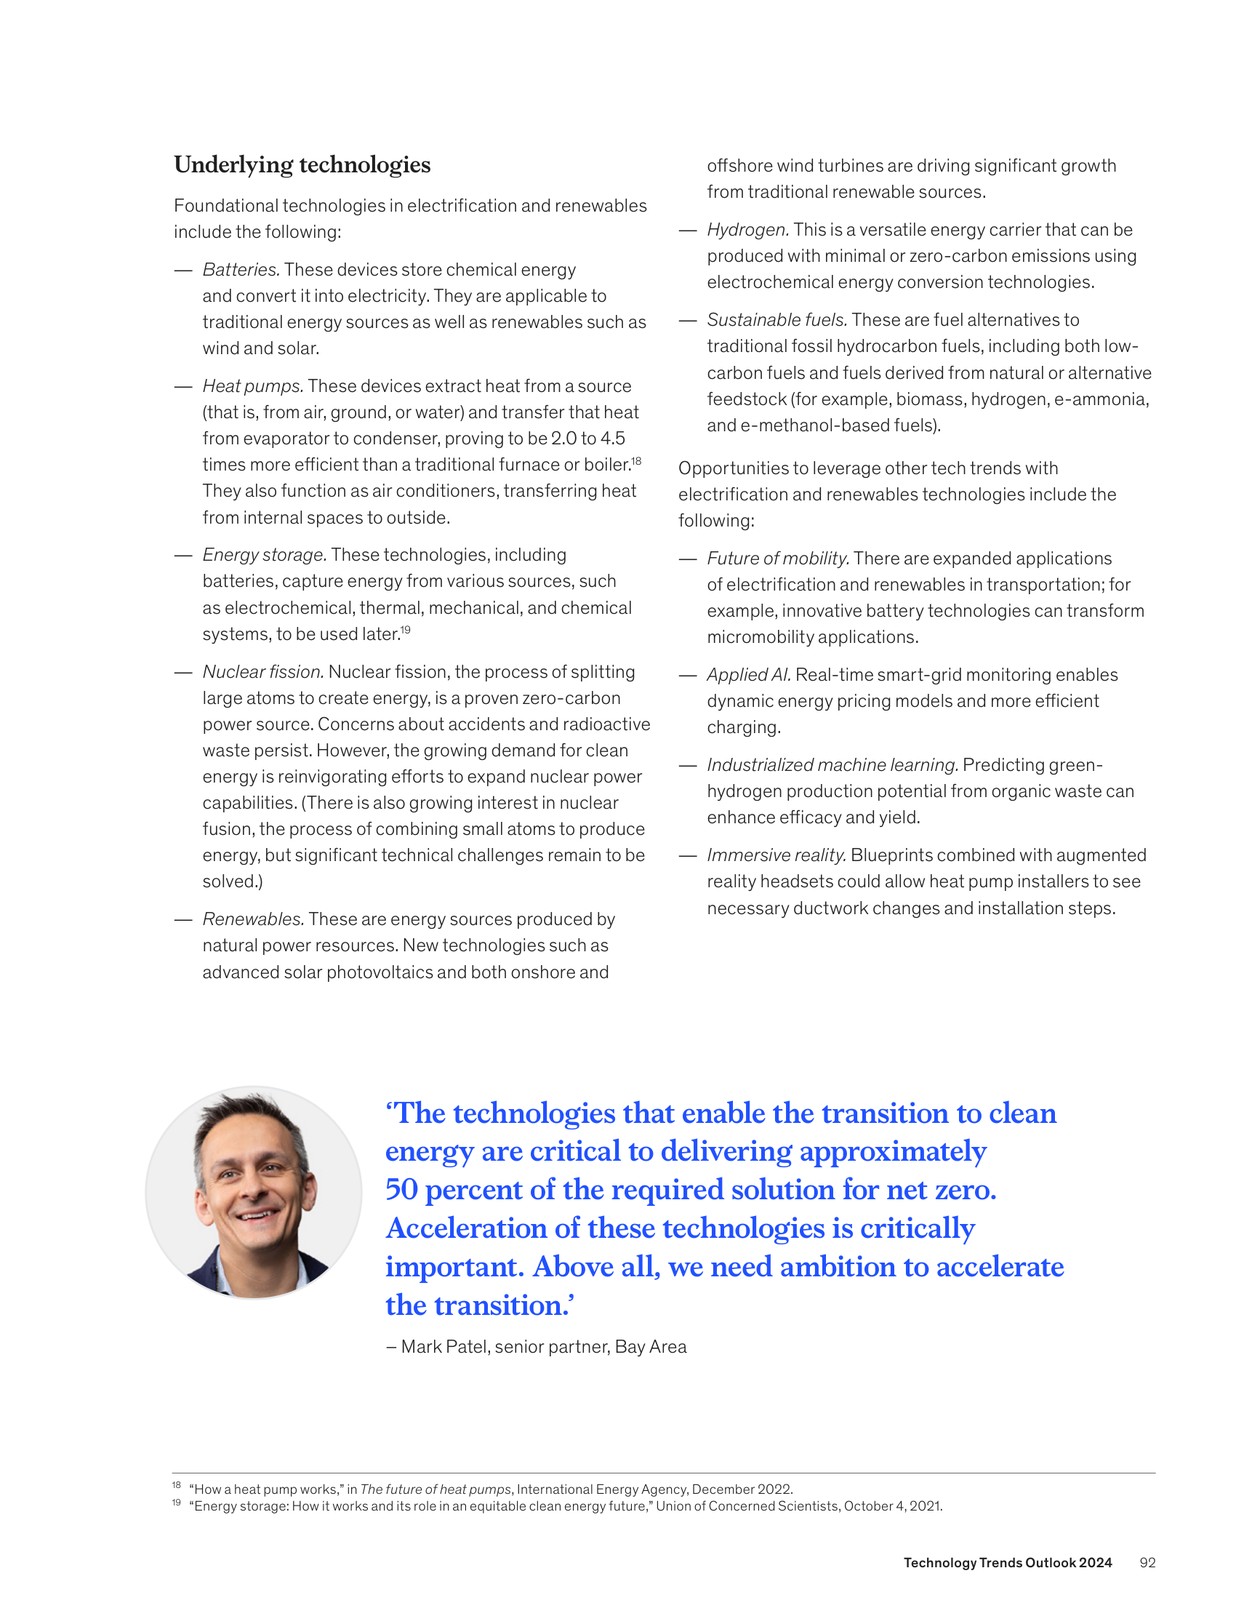 Underlying technologies
Foundational technologies in electrification and renewables
include the following:
— Batteries. These devices store chemical energy
and convert it into electricity. They are applicable to
traditional energy sources as well as renewables such as
wind and solar.
— Heat pumps. These devices extract heat from a source
(that is, from air, ground, or water) and transfer that heat
from evaporator to condenser, proving to be 2.0 to 4.5
times more efficient than a traditional furnace or boiler.18
They also function as air conditioners, transferring heat
from internal spaces to outside.
— Energy storage. These technologies, including
batteries, capture energy from various sources, such
as electrochemical, thermal, mechanical, and chemical
systems, to be used later.19
— Nuclear fission. Nuclear fission, the process of splitting
large atoms to create energy, is a proven zero-carbon
power source. Concerns about accidents and radioactive
waste persist. However, the growing demand for clean
energy is reinvigorating efforts to expand nuclear power
capabilities. (There is also growing interest in nuclear
fusion, the process of combining small atoms to produce
energy, but significant technical challenges remain to be
solved.)
— Renewables. These are energy sources produced by
natural power resources. New technologies such as
advanced solar photovoltaics and both onshore and
offshore wind turbines are driving significant growth
from traditional renewable sources.
— Hydrogen. This is a versatile energy carrier that can be
produced with minimal or zero-carbon emissions using
electrochemical energy conversion technologies.
— Sustainable fuels. These are fuel alternatives to
traditional fossil hydrocarbon fuels, including both low-
carbon fuels and fuels derived from natural or alternative
feedstock (for example, biomass, hydrogen, e-ammonia,
and e-methanol-based fuels).
Opportunities to leverage other tech trends with
electrification and renewables technologies include the
following:
— Future of mobility. There are expanded applications
of electrification and renewables in transportation; for
example, innovative battery technologies can transform
micromobility applications.
— Applied AI. Real-time smart-grid monitoring enables
dynamic energy pricing models and more efficient
charging.
— Industrialized machine learning. Predicting green-
hydrogen production potential from organic waste can
enhance efficacy and yield.
— Immersive reality. Blueprints combined with augmented
reality headsets could allow heat pump installers to see
necessary ductwork changes and installation steps.
‘The technologies that enable the transition to clean
energy are critical to delivering approximately
50 percent of the required solution for net zero.
Acceleration of these technologies is critically
important. Above all, we need ambition to accelerate
the transition.’
– Mark Patel, senior partner, Bay Area
18 “How a heat pump works,” in The future of heat pumps, International Energy Agency, December 2022.
19 “Energy storage: How it works and its role in an equitable clean energy future,” Union of Concerned Scientists, October 4, 2021.
Technology Trends Outlook 2024 92